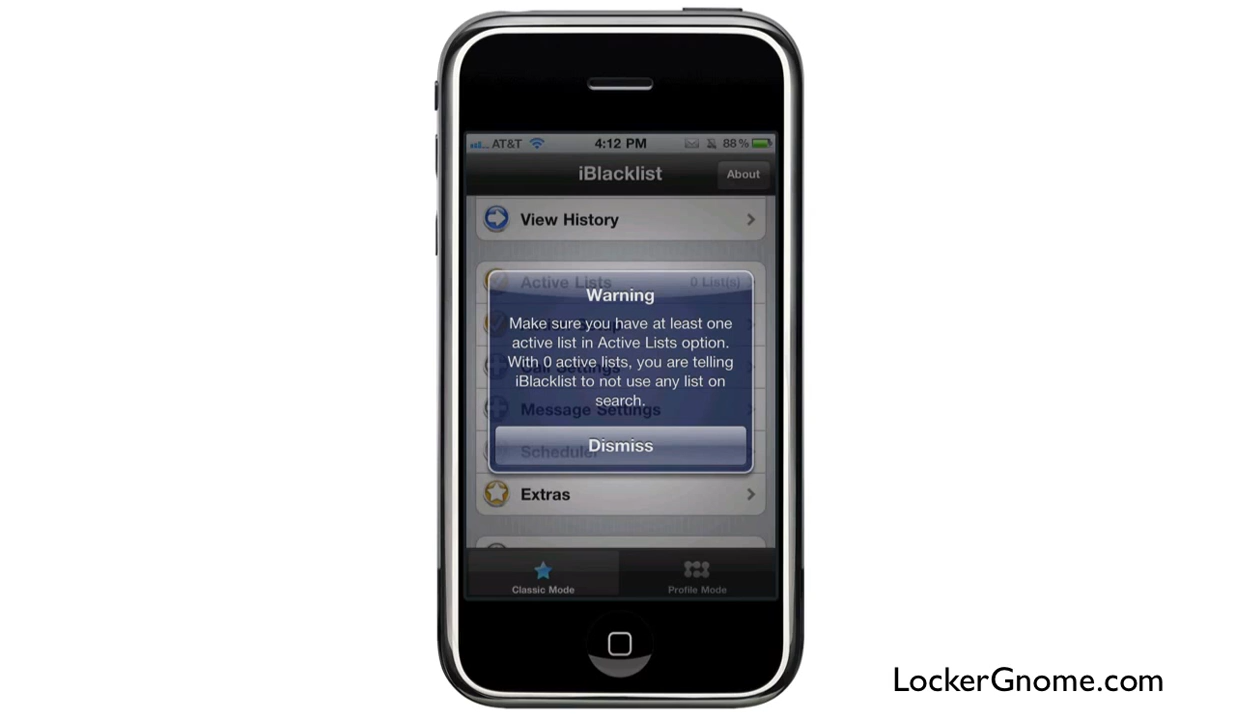 AT&T 4:12 PM 88%
iBlacklist About
View History
Active Lists 0 List(s)
Warning
Make sure you have at least one
active list in Active Lists option.
With 0 active lists, you are telling
iBlacklist to not use any list on
search.
Call Settings
Message Settings
Dismiss
Scheduler
Extras
Classic Mode Profile Mode
LockerGnome.com